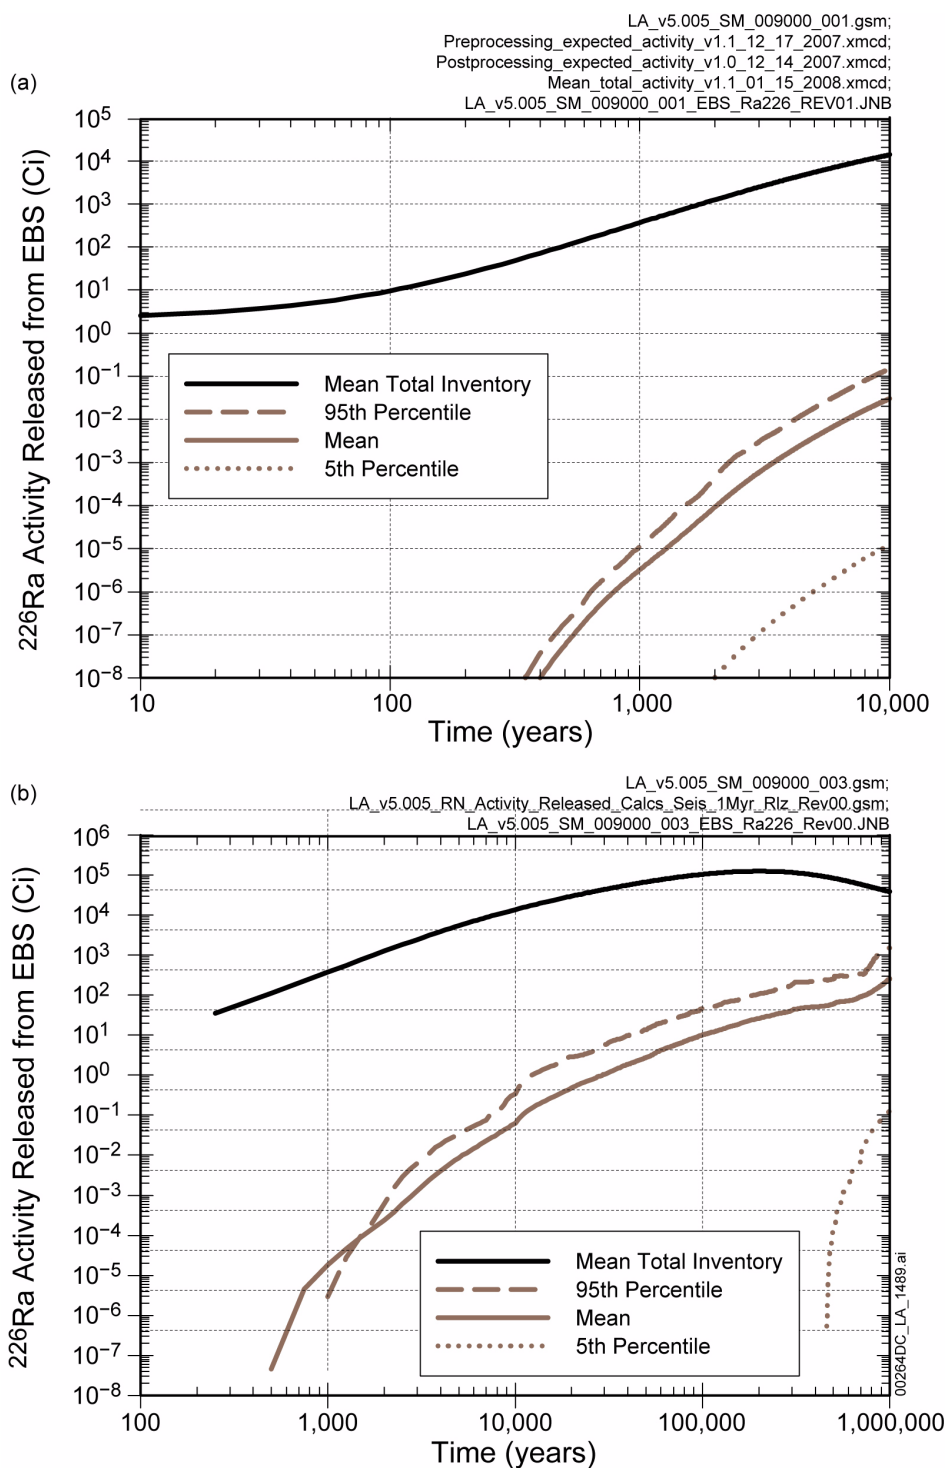 LA_v5.005_SM_009000_001.gsm;
Preprocessing_expected_activity_v1.1_12_17_2007.xmcd;
Postprocessing_expected_activity_v1.0_12_14_2007.xmcd;
(a)
Mean_total_activity_v1.1_01_15_2008.xmcd;
LA_v5.005_SM_009000_001_EBS_Ra226_REV01.JNB
²²⁶Ra Activity Released from EBS (Ci)
10⁵
10⁴
10³
10²
10¹
10⁰
10⁻¹
10⁻²
10⁻³
10⁻⁴
10⁻⁵
10⁻⁶
10⁻⁷
10⁻⁸
Mean Total Inventory
95th Percentile
Mean
5th Percentile
10 100 1,000 10,000
Time (years)
LA_v5.005_SM_009000_003.gsm;
(b)
LA_v5.005_RN_Activity_Released_Calcs_Seis_1Myr_Rlz_Rev00.gsm;
LA_v5.005_SM_009000_003_EBS_Ra226_Rev00.JNB
²²⁶Ra Activity Released from EBS (Ci)
10⁶
10⁵
10⁴
10³
10²
10¹
10⁰
10⁻¹
10⁻²
10⁻³
10⁻⁴
10⁻⁵
10⁻⁶
10⁻⁷
10⁻⁸
Mean Total Inventory
95th Percentile
Mean
5th Percentile
00264DC_LA_1489.ai
100 1,000 10,000 100,000 1,000,000
Time (years)